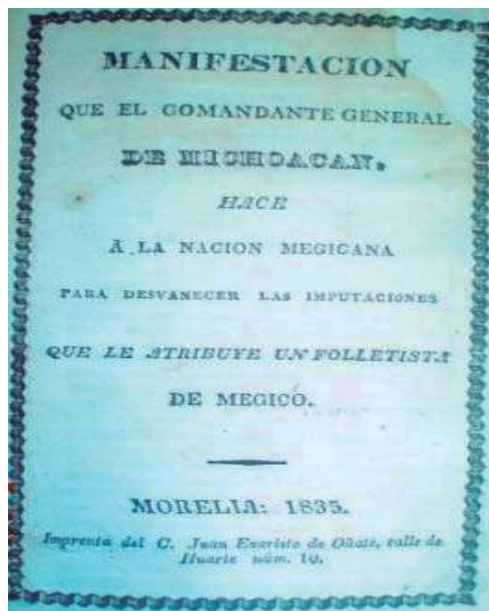 MANIFESTACION
QUE EL COMANDANTE GENERAL
DE MICHOACAN,
HACE
A LA NACION MEGICANA
PARA DESVANECER LAS IMPUTACIONES
QUE LE ATRIBUYE UN FOLLETISTA
DE MEGICO.
MORELIA: 1835.
Imprenta del C. Juan Evaristo de Oñate, calle de
Iluarte núm. 10.